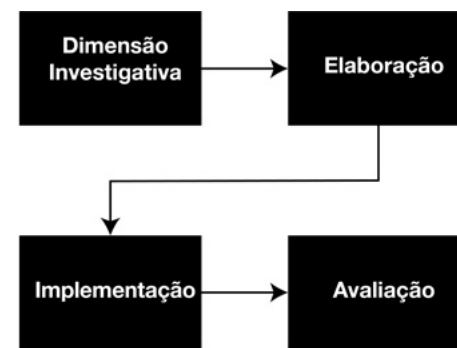 Dimensão
Investigativa
Elaboração
Implementação
Avaliação